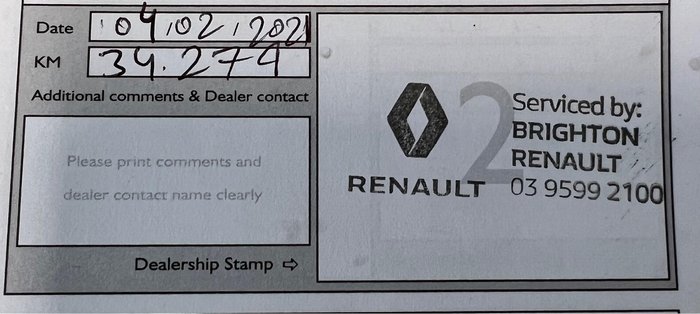 Date 04,02,2021
KM 34.274
Additional comments & Dealer contact
Please print comments and
dealer contact name clearly
Dealership Stamp ⇨
2
RENAULT
Serviced by:
BRIGHTON
RENAULT
03 9599 2100